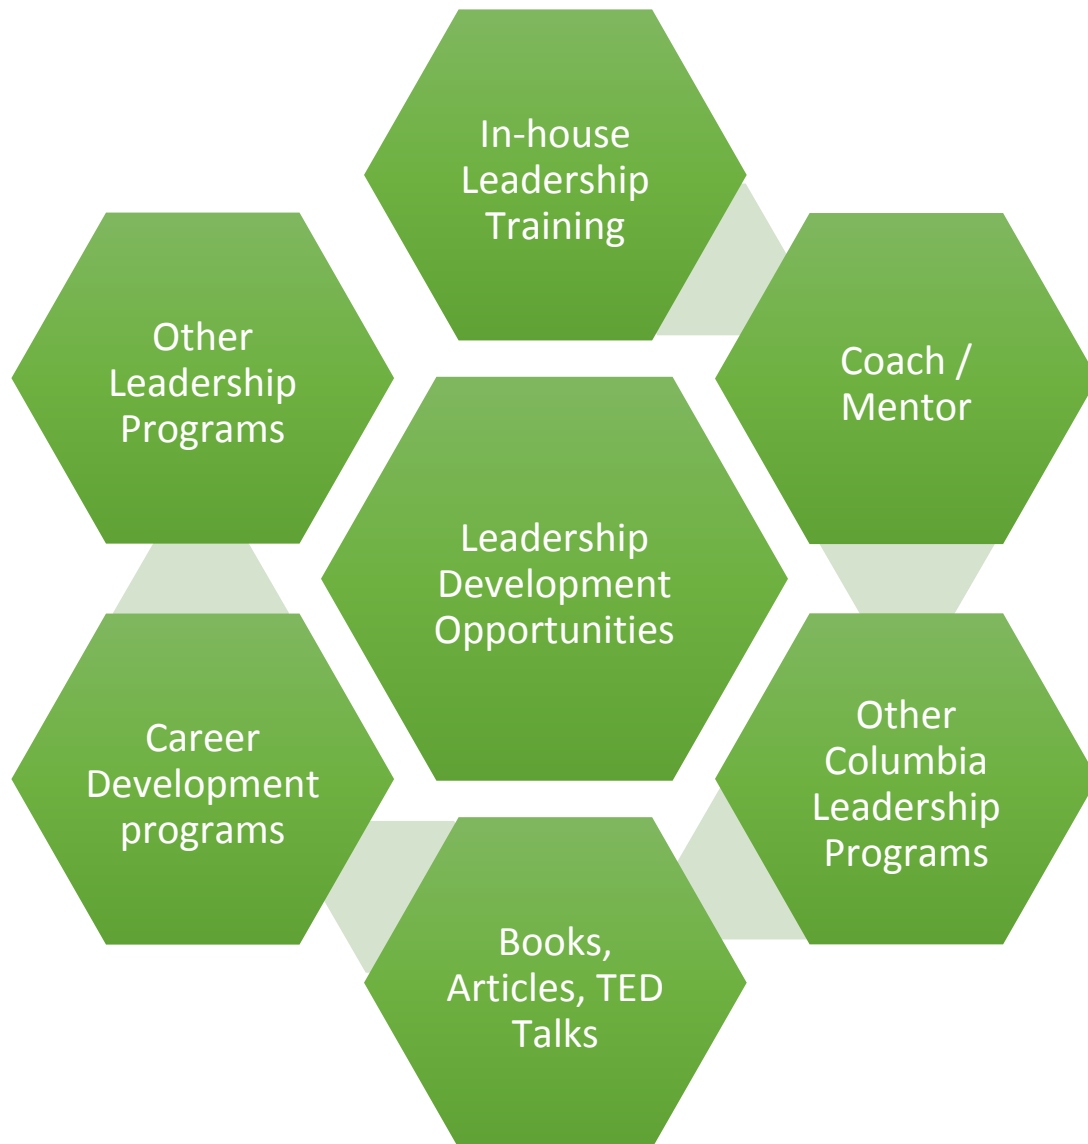 In-house
Leadership
Training
Coach /
Mentor
Other
Columbia
Leadership
Programs
Books,
Articles, TED
Talks
Career
Development
programs
Other
Leadership
Programs
Leadership
Development
Opportunities